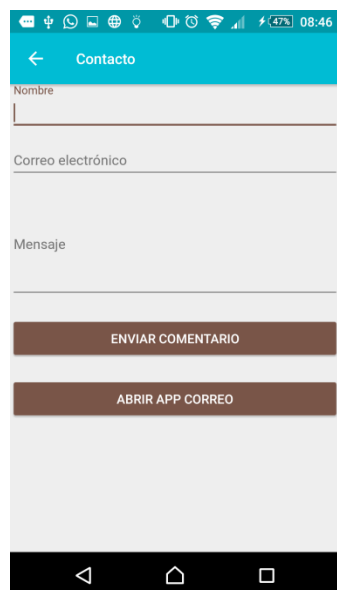 47% 08:46
Contacto
Nombre
Correo electrónico
Mensaje
ENVIAR COMENTARIO
ABRIR APP CORREO